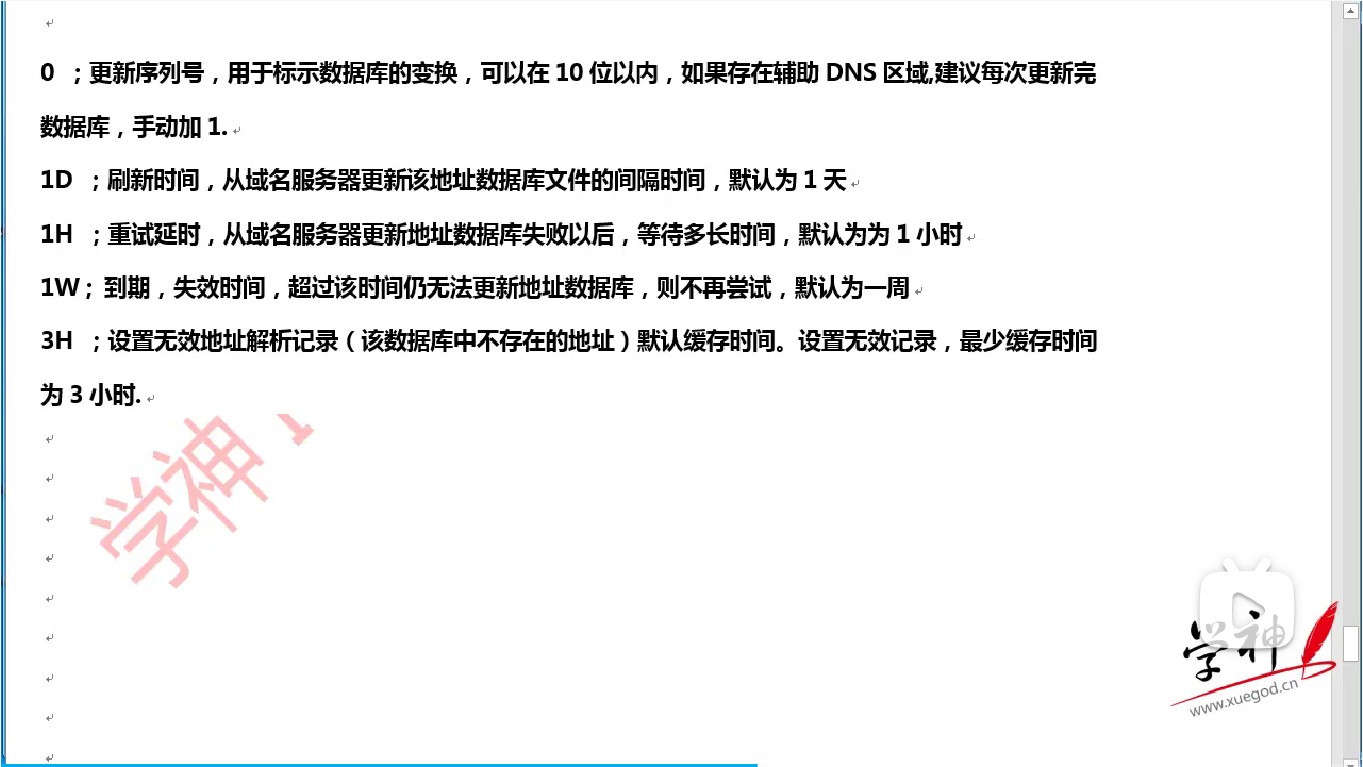 0 ；更新序列号，用于标示数据库的变换，可以在 10 位以内，如果存在辅助 DNS 区域,建议每次更新完
数据库，手动加 1.
1D ；刷新时间，从域名服务器更新该地址数据库文件的间隔时间，默认为 1 天
1H ；重试延时，从域名服务器更新地址数据库失败以后，等待多长时间，默认为为 1 小时
1W；到期，失效时间，超过该时间仍无法更新地址数据库，则不再尝试，默认为一周
3H ；设置无效地址解析记录（该数据库中不存在的地址）默认缓存时间。设置无效记录，最少缓存时间
为 3 小时.
学神
学神
www.xuegod.cn